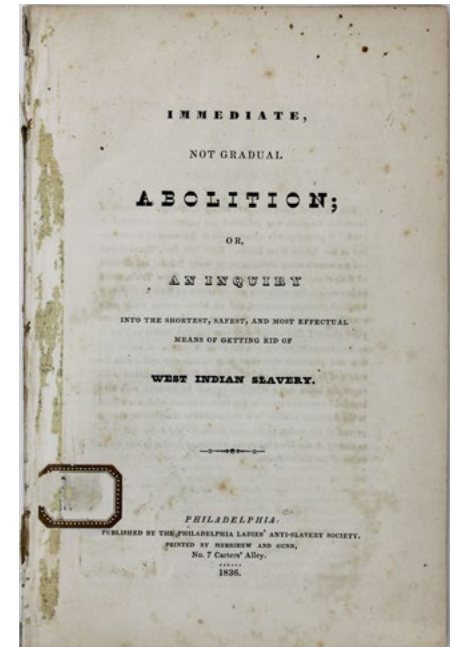 IMMEDIATE,
NOT GRADUAL
ABOLITION;
OR,
AN INQUIRY
INTO THE SHORTEST, SAFEST, AND MOST EFFECTUAL
MEANS OF GETTING RID OF
WEST INDIAN SLAVERY.
PHILADELPHIA:
PUBLISHED BY THE PHILADELPHIA LADIES' ANTI-SLAVERY SOCIETY.
PRINTED BY MERRIHEW AND GUNN,
No. 7 Carters' Alley.
1836.